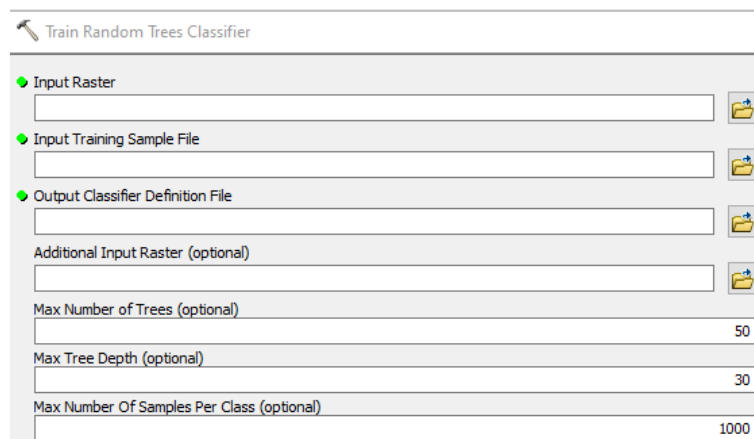 Train Random Trees Classifier
Input Raster
Input Training Sample File
Output Classifier Definition File
Additional Input Raster (optional)
Max Number of Trees (optional)
50
Max Tree Depth (optional)
30
Max Number Of Samples Per Class (optional)
1000